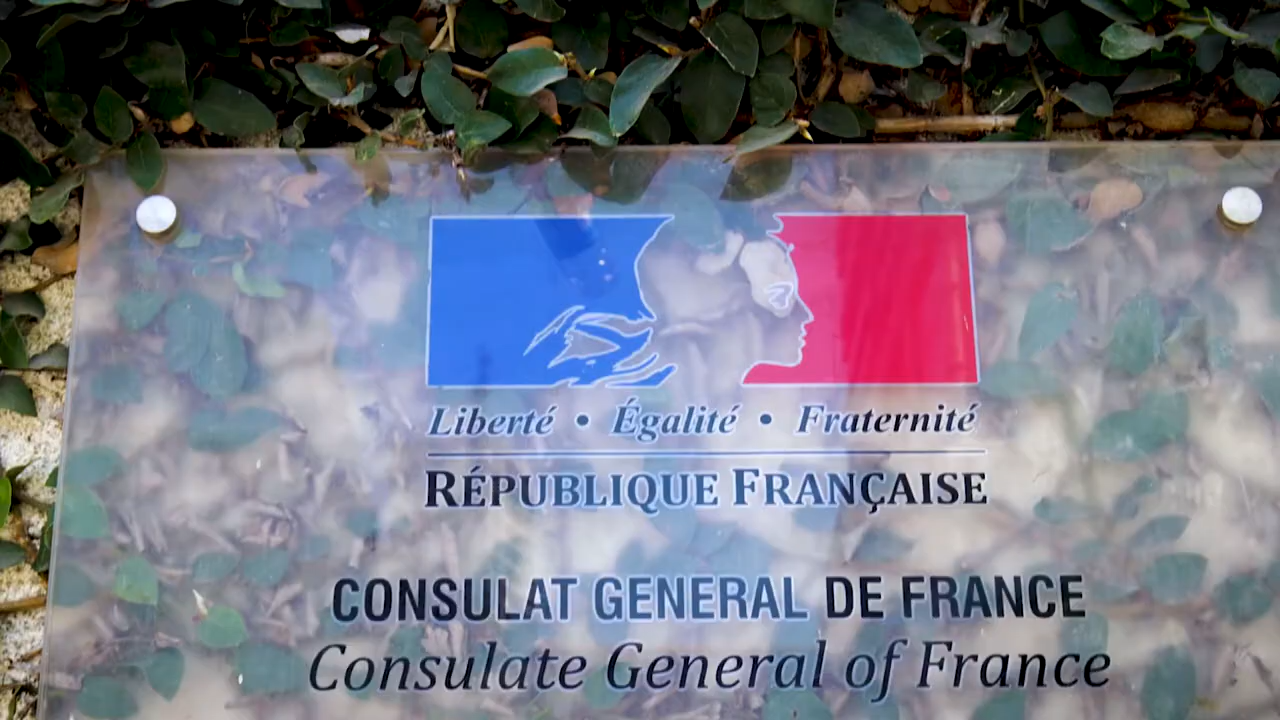 Liberté • Égalité • Fraternité
RÉPUBLIQUE FRANÇAISE
CONSULAT GENERAL DE FRANCE
Consulate General of France